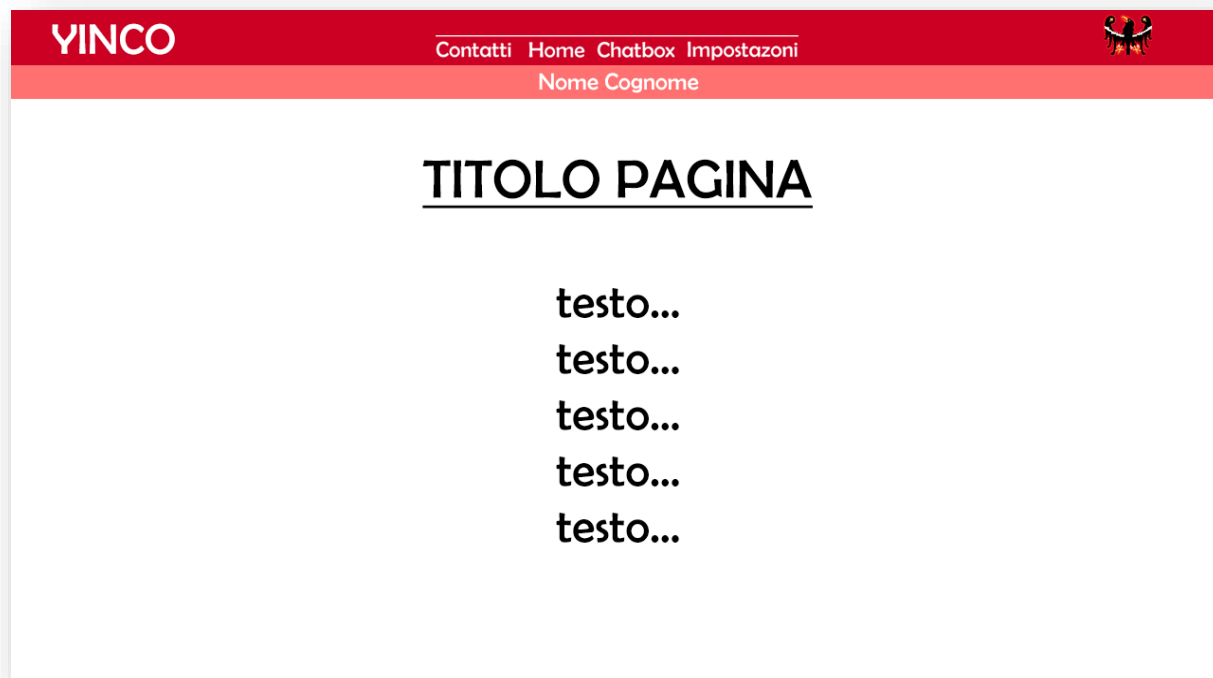 YINCO
Contatti Home Chatbox Impostazoni
Nome Cognome
TITOLO PAGINA
testo...
testo...
testo...
testo...
testo...